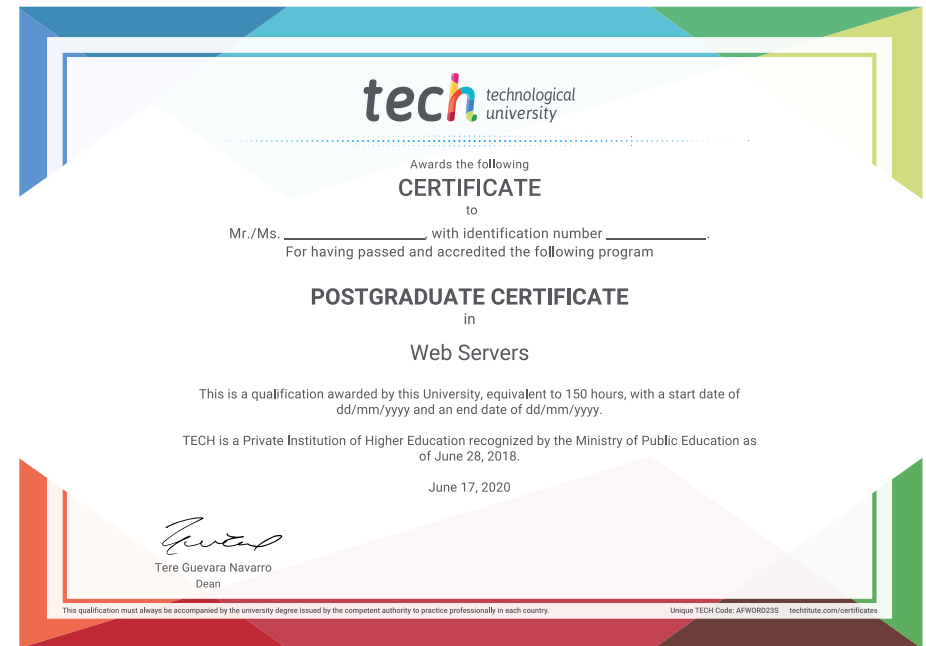 tech technological
university
Awards the following
CERTIFICATE
to
Mr./Ms. ____________________, with identification number ______________.
For having passed and accredited the following program
POSTGRADUATE CERTIFICATE
in
Web Servers
This is a qualification awarded by this University, equivalent to 150 hours, with a start date of
dd/mm/yyyy and an end date of dd/mm/yyyy.
TECH is a Private Institution of Higher Education recognized by the Ministry of Public Education as
of June 28, 2018.
June 17, 2020
Tere Guevara Navarro
Dean
This qualification must always be accompanied by the university degree issued by the competent authority to practice professionally in each country. Unique TECH Code: AFWORD23S techtitute.com/certificates